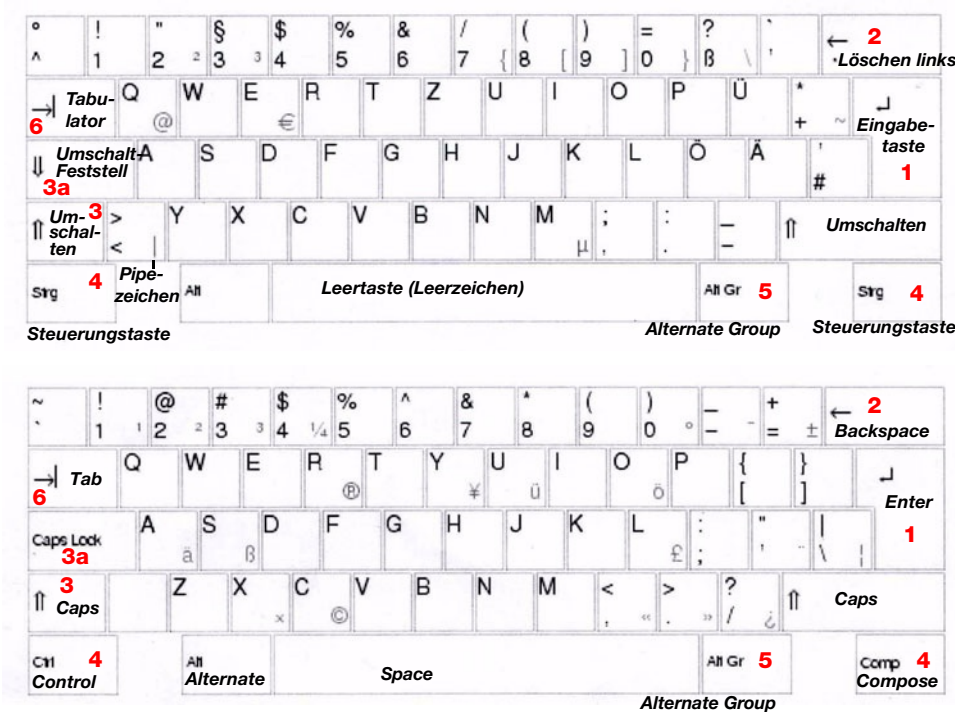 ° ! " § $ % & / ( ) = ? ` ← 2
^ 1 2 ² 3 ³ 4 5 6 7 { 8 [ 9 ] 0 } ß \ ' Löschen links
→| Tabu- Q W E R T Z U I O P Ü * ↵
6 lator @ € + ~ Eingabe-
taste
⇓ Umschalt- A S D F G H J K L Ö Ä ' 1
Feststell #
3a
⇑ Um- 3 > Y X C V B N M ; : _ ⇑ Umschalten
schal-
ten < | µ , . –
Strg 4 Pipe- Alt Leertaste (Leerzeichen) Alt Gr 5 Strg 4
zeichen
Steuerungstaste Alternate Group Steuerungstaste
~ ! @ # $ % ^ & * ( ) _ + ← 2
` 1 ¹ 2 ² 3 ³ 4 ¼ 5 6 7 8 9 0 ° – ¯ = ± Backspace
→| Tab Q W E R T Y U I O P { } ↵
6 ® ¥ ü ö [ ] Enter
Caps Lock A S D F G H J K L : " | 1
3a ä ß £ ; ' ¨ \ ¦
⇑ 3 Z X C V B N M < > ? ⇑ Caps
Caps × © , « . » / ¿
Ctrl 4 Alt Space Alt Gr 5 Comp 4
Control Alternate Compose
Alternate Group